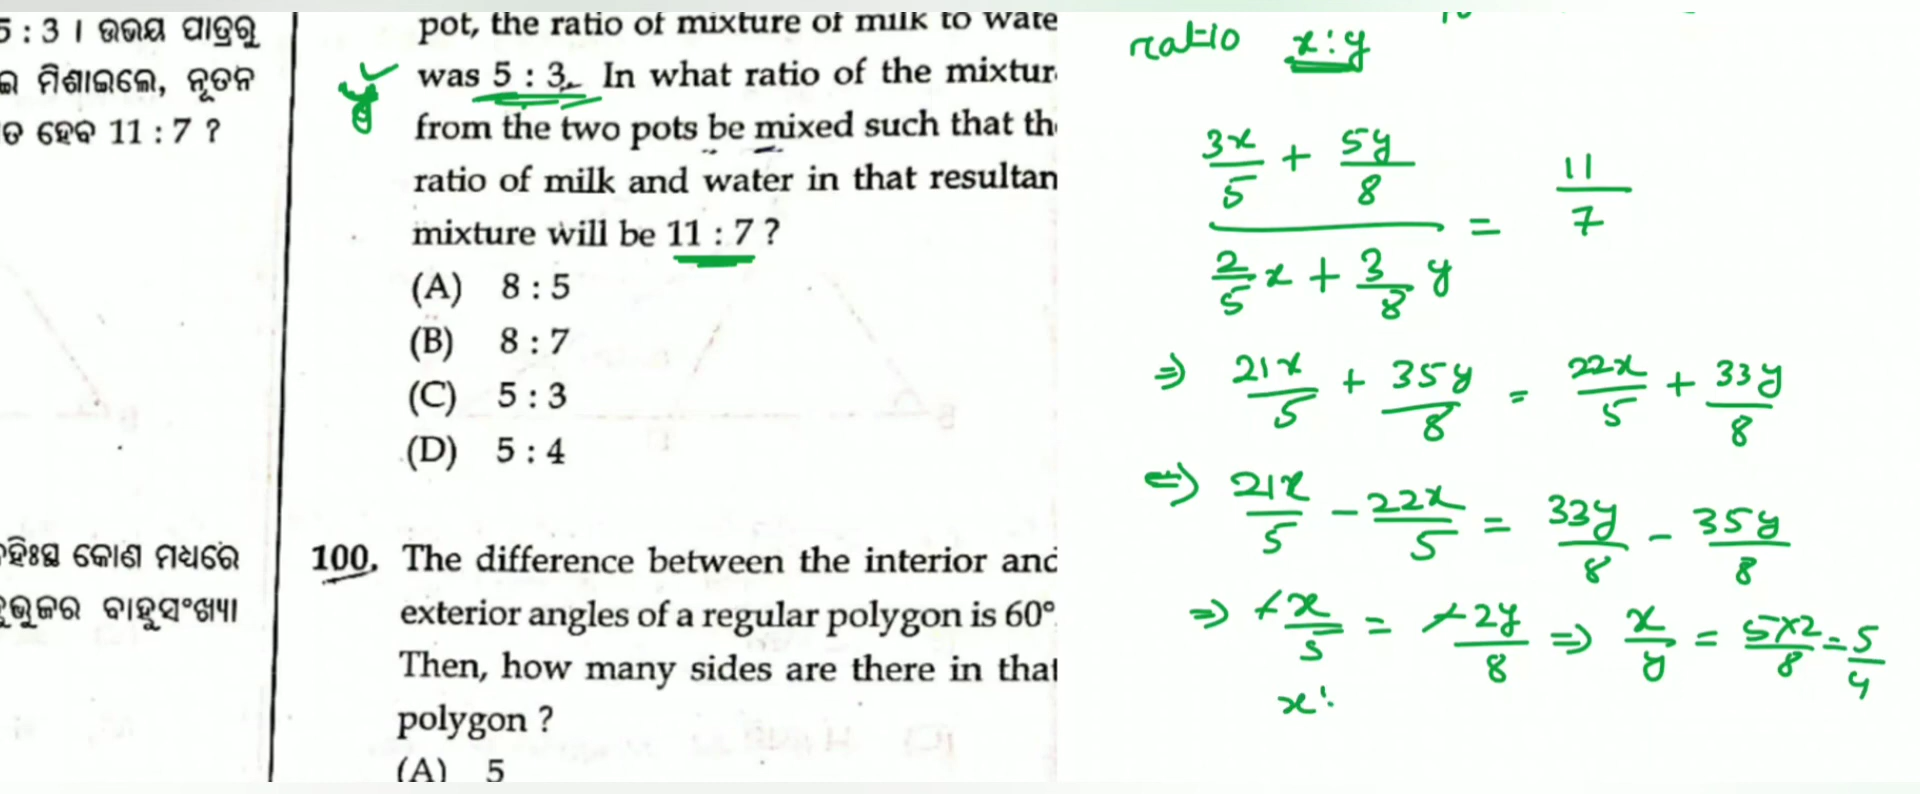 5 : 3 । ଉଭୟ ପାତ୍ରରୁ
ମିଶାଇଲେ, ନୂତନ
ହେବ 11 : 7 ?
ହିଃସ୍ଥ କୋଣ ମଧ୍ୟରେ
ଭୁଜର ବାହୁସଂଖ୍ୟା
pot, the ratio of mixture of milk to wate
was 5 : 3. In what ratio of the mixtur
from the two pots be mixed such that th
ratio of milk and water in that resultan
mixture will be 11 : 7 ?
(A) 8 : 5
(B) 8 : 7
(C) 5 : 3
(D) 5 : 4
100. The difference between the interior and
exterior angles of a regular polygon is 60°.
Then, how many sides are there in that
polygon ?
(A) 5
ratio x:y
3x/5 + 5y/8
2/5 x + 3/8 y
= 11/7
⇒ 21x/5 + 35y/8 = 22x/5 + 33y/8
⇒ 21x/5 - 22x/5 = 33y/8 - 35y/8
⇒ -x/5 = -2y/8 ⇒ x/y = 5×2/8 = 5/4
x: